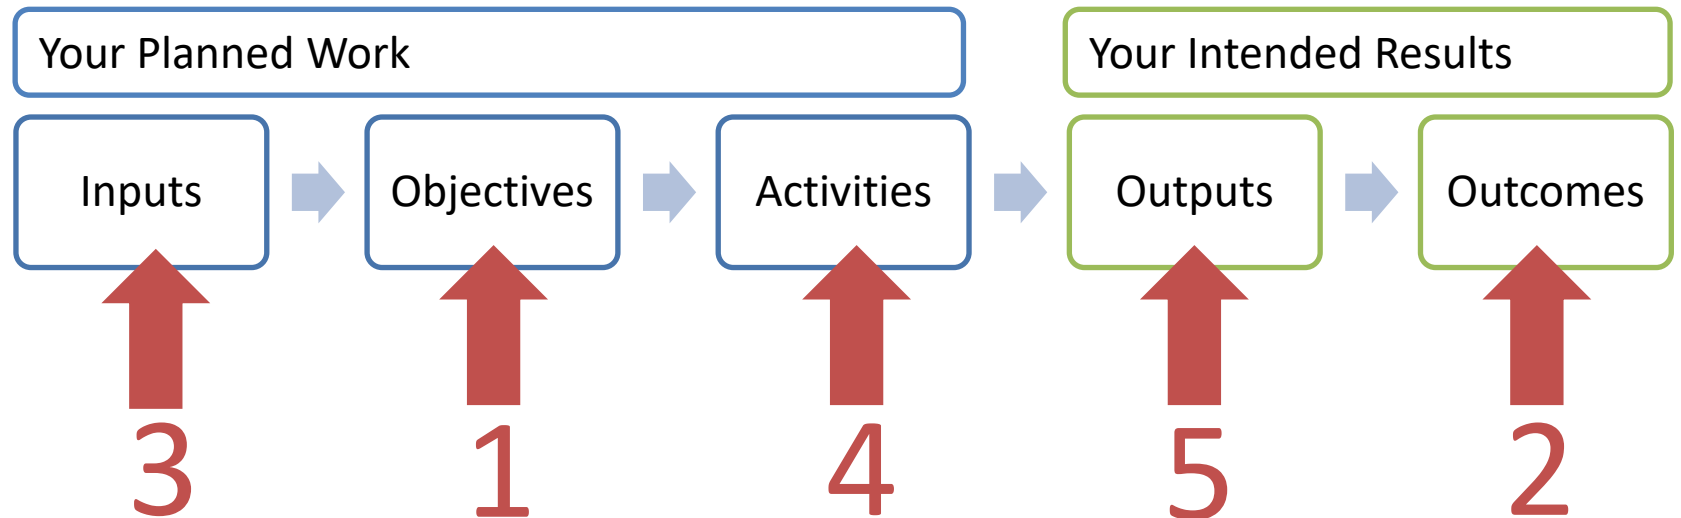 Your Planned Work
Your Intended Results
Inputs
Objectives
Activities
Outputs
Outcomes
3
1
4
5
2